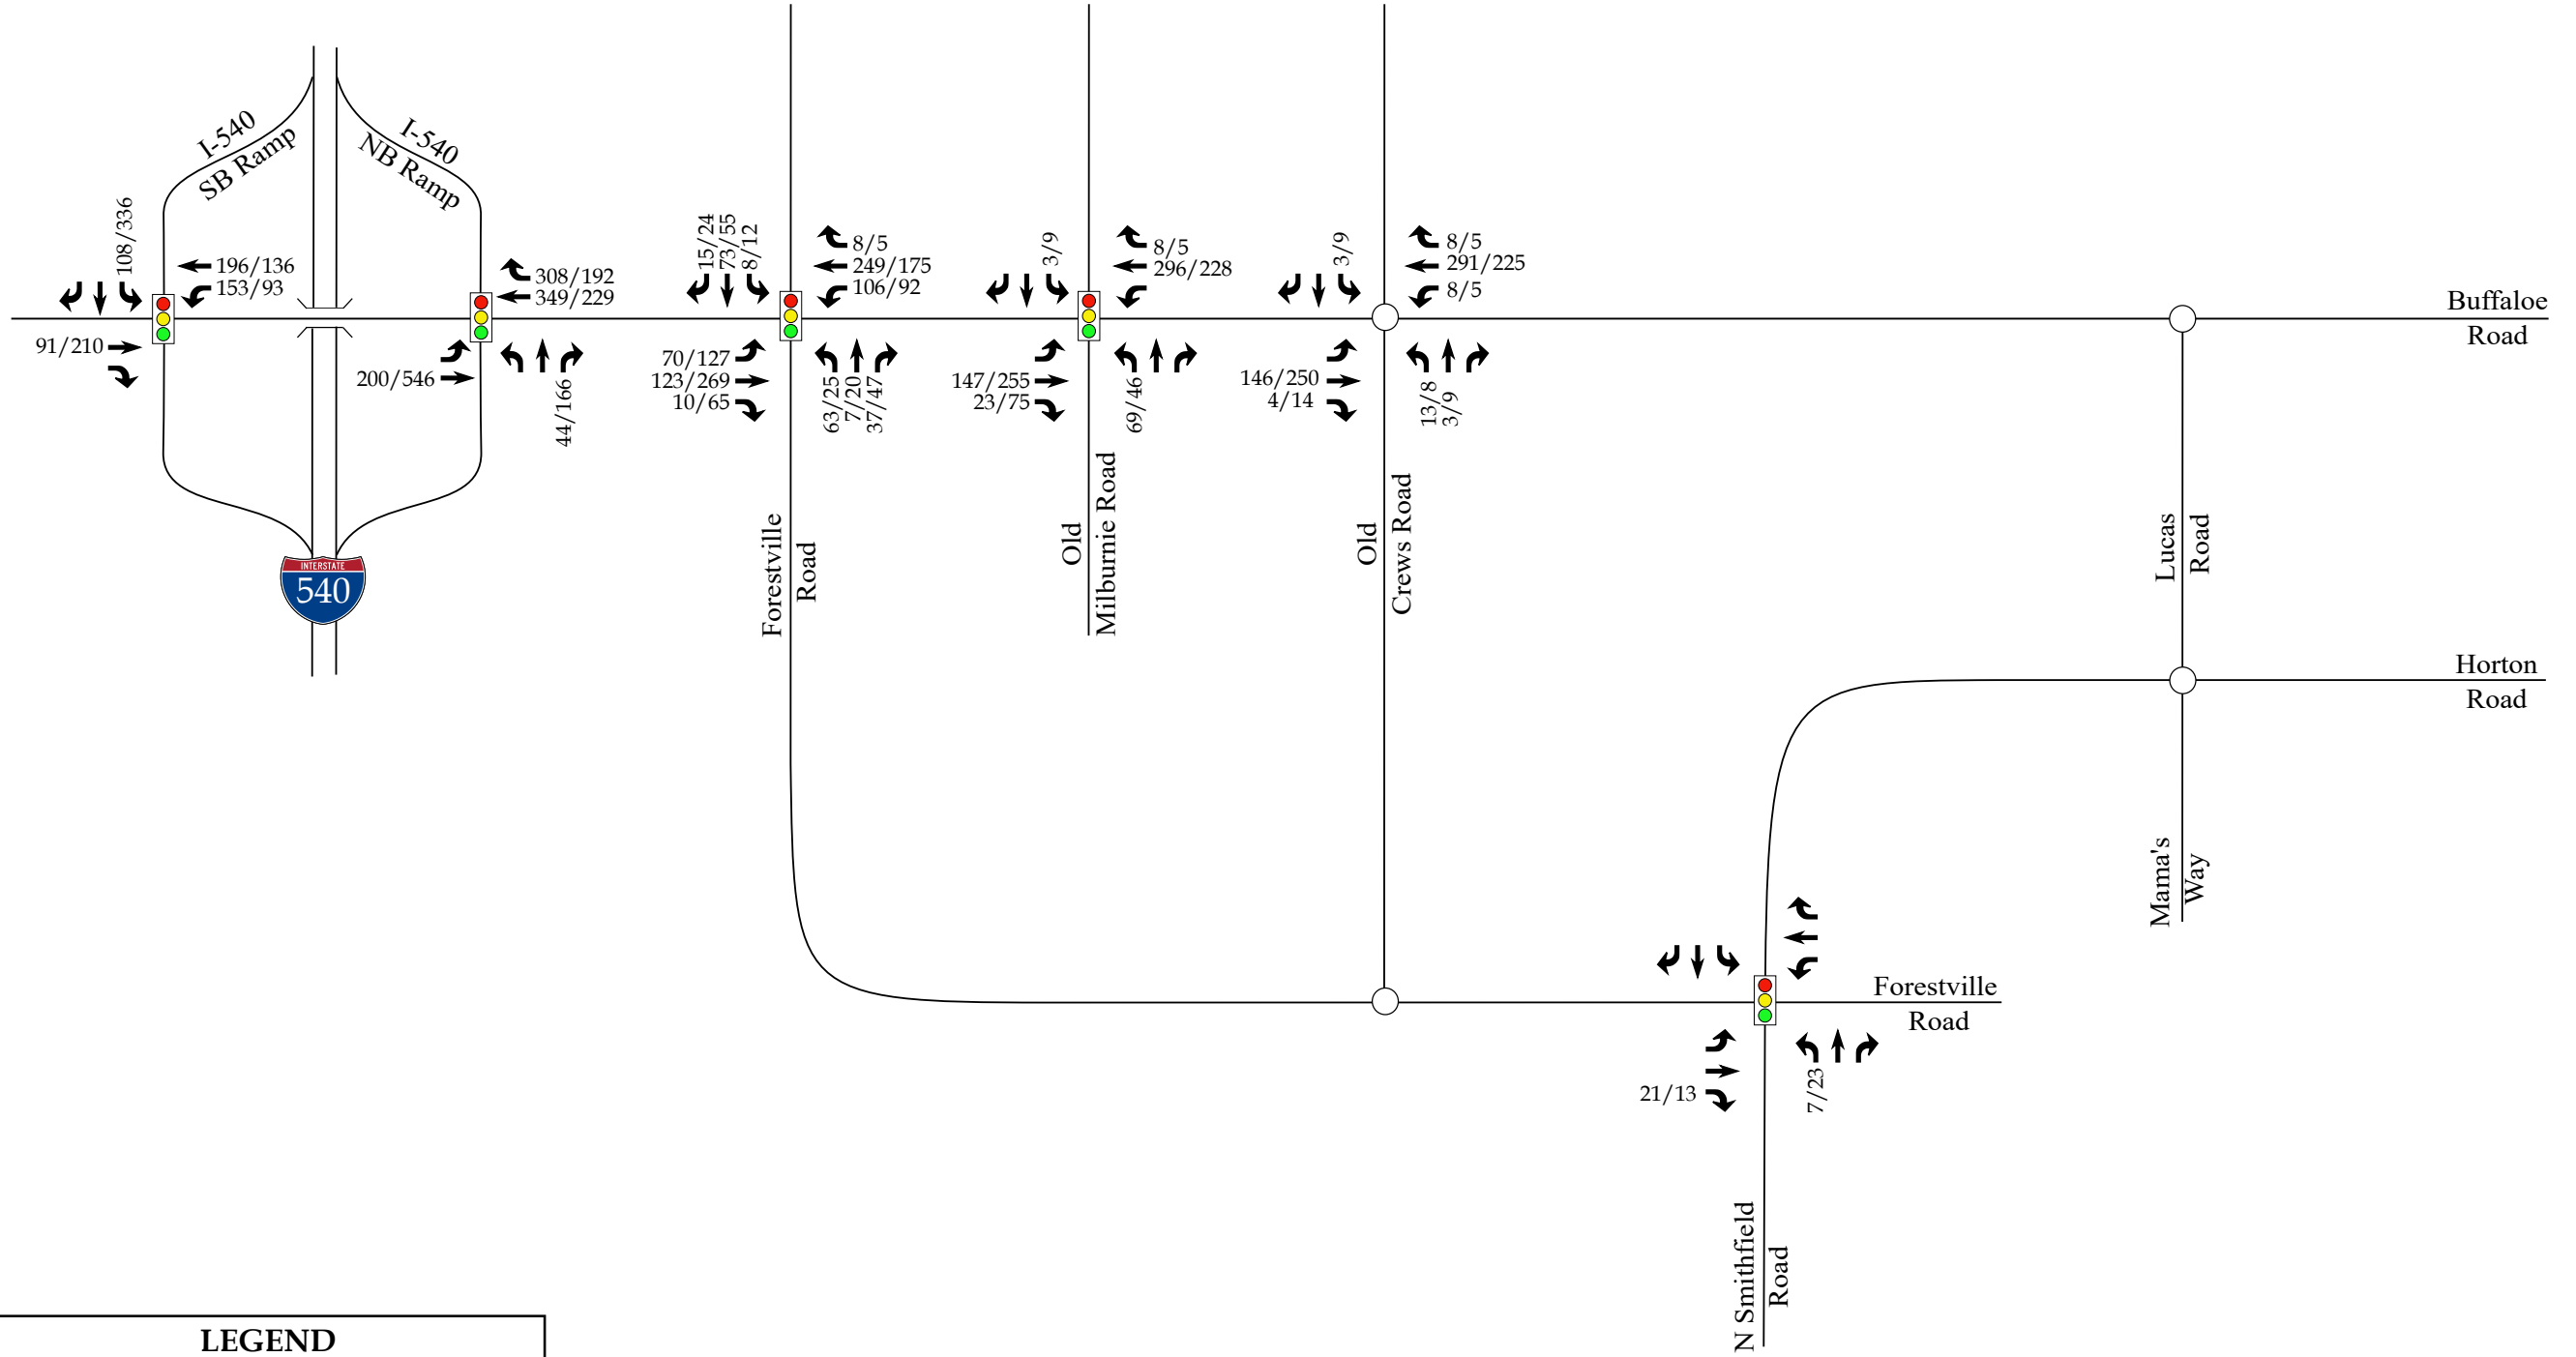 I-540
SB Ramp
I-540
NB Ramp
108/336
196/136
153/93
91/210
308/192
349/229
200/546
44/166
15/24
73/55
8/12
8/5
249/175
106/92
70/127
123/269
10/65
63/25
7/20
37/47
3/9
8/5
296/228
147/255
23/75
69/46
3/9
8/5
291/225
8/5
146/250
4/14
13/8
3/9
Buffaloe
Road
INTERSTATE
540
Forestville
Road
Old
Milburnie Road
Old
Crews Road
Lucas
Road
Horton
Road
Mama's
Way
Forestville
Road
21/13
7/23
N Smithfield
Road
LEGEND